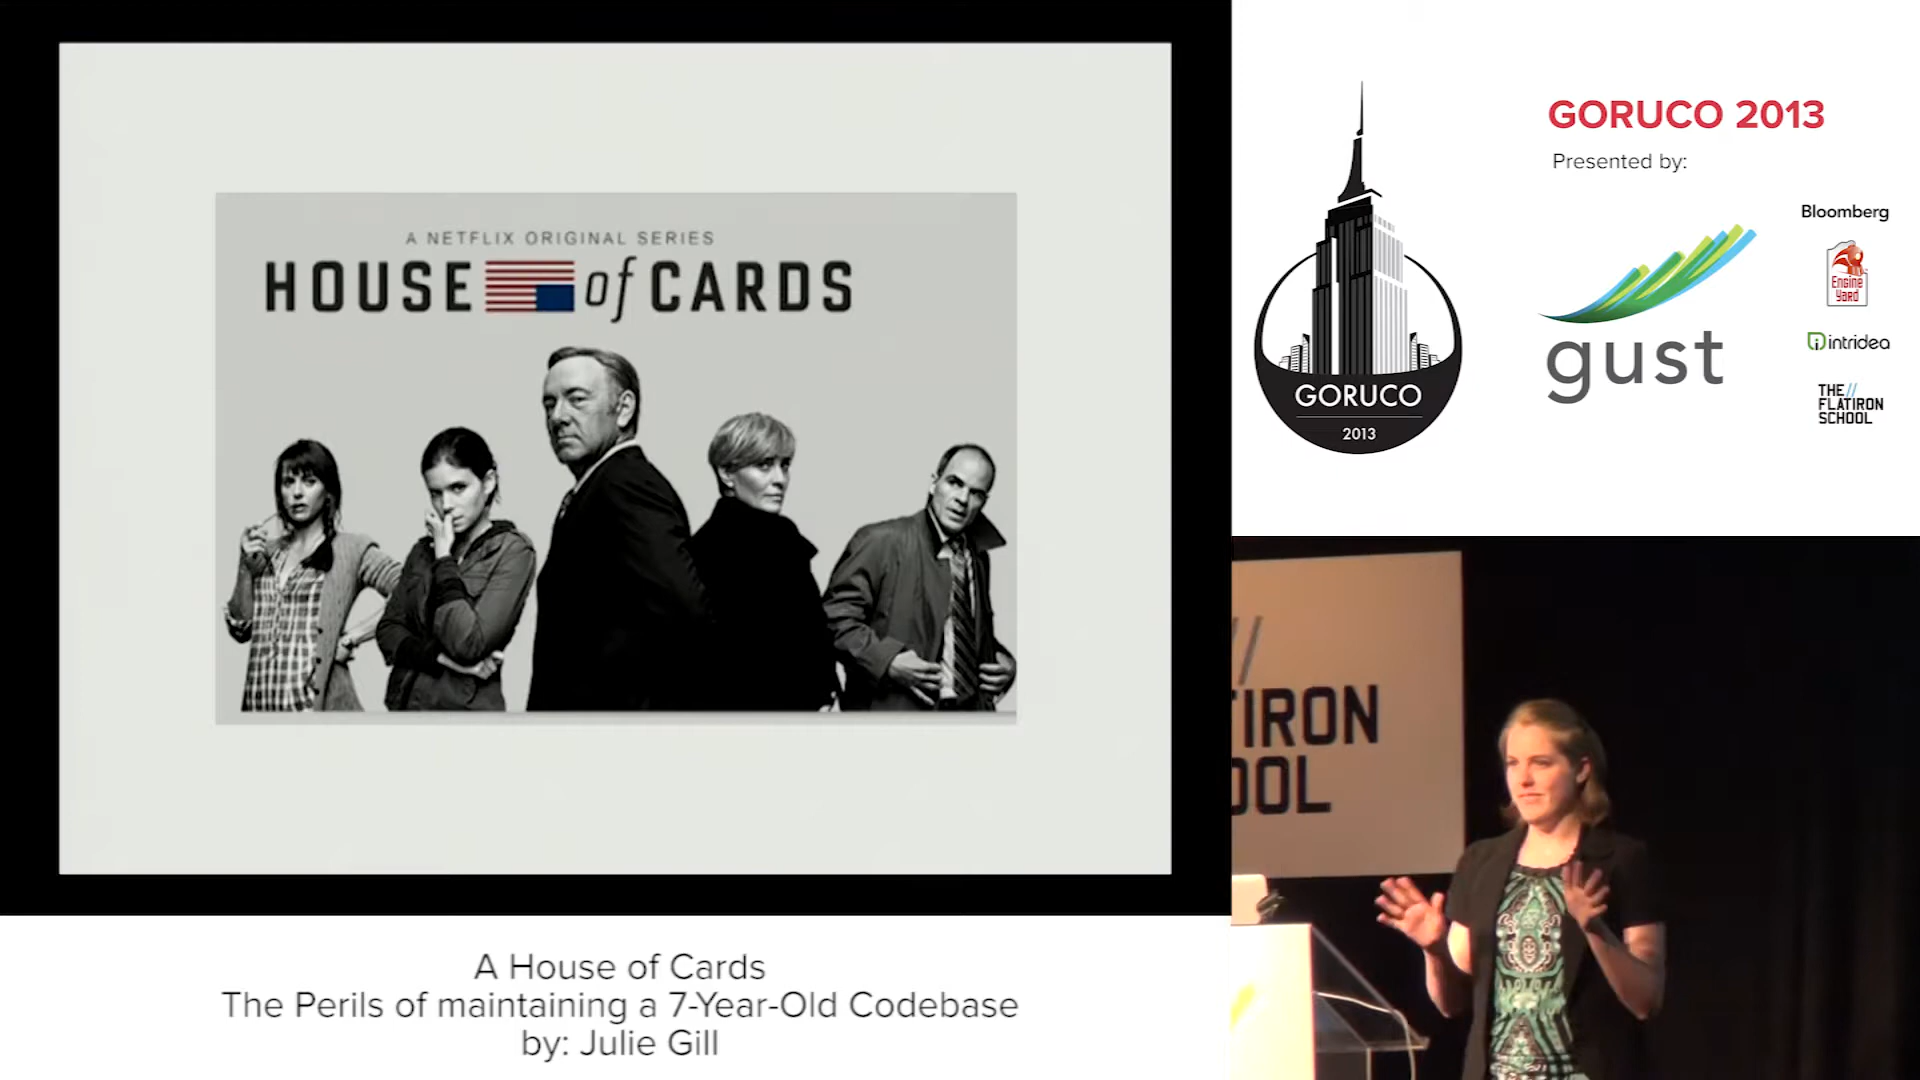 A NETFLIX ORIGINAL SERIES
HOUSE of CARDS
GORUCO 2013
Presented by:
Bloomberg
Engine
Yard
gust
intridea
THE//
FLATIRON
SCHOOL
GORUCO
2013
//
TIRON
OOL
A House of Cards
The Perils of maintaining a 7-Year-Old Codebase
by: Julie Gill